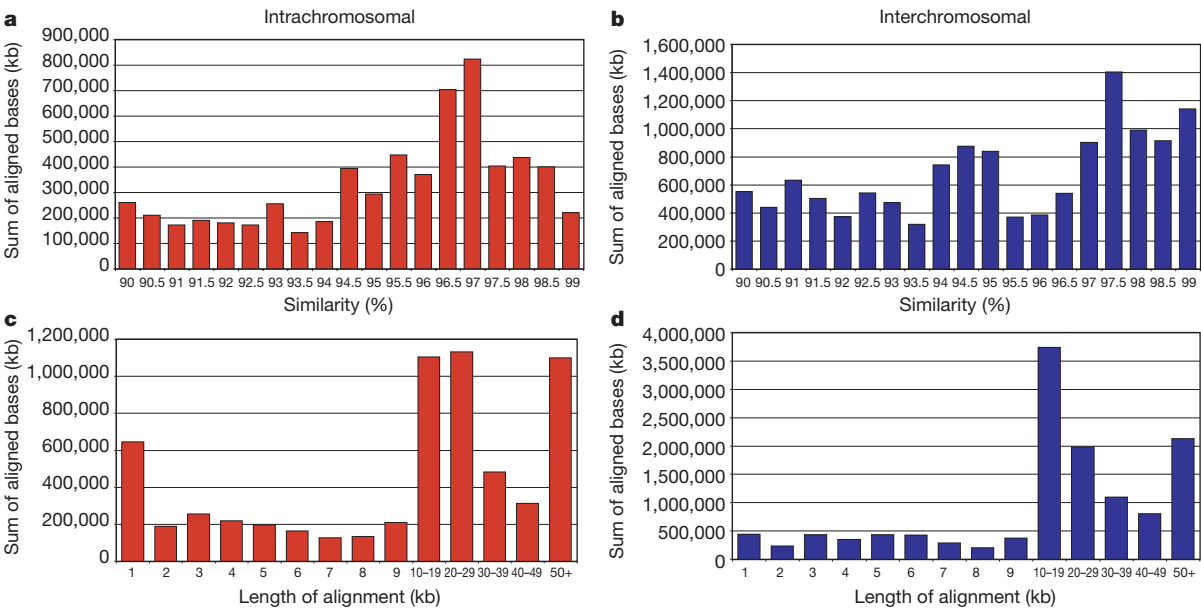 a
Intrachromosomal
Sum of aligned bases (kb)
900,000
800,000
700,000
600,000
500,000
400,000
300,000
200,000
100,000
0
90 90.5 91 91.5 92 92.5 93 93.5 94 94.5 95 95.5 96 96.5 97 97.5 98 98.5 99
Similarity (%)
b
Interchromosomal
Sum of aligned bases (kb)
1,600,000
1,400,000
1,200,000
1,000,000
800,000
600,000
400,000
200,000
0
90 90.5 91 91.5 92 92.5 93 93.5 94 94.5 95 95.5 96 96.5 97 97.5 98 98.5 99
Similarity (%)
c
Sum of aligned bases (kb)
1,200,000
1,000,000
800,000
600,000
400,000
200,000
0
1 2 3 4 5 6 7 8 9 10–19 20–29 30–39 40–49 50+
Length of alignment (kb)
d
Sum of aligned bases (kb)
4,000,000
3,500,000
3,000,000
2,500,000
2,000,000
1,500,000
1,000,000
500,000
0
1 2 3 4 5 6 7 8 9 10–19 20–29 30–39 40–49 50+
Length of alignment (kb)